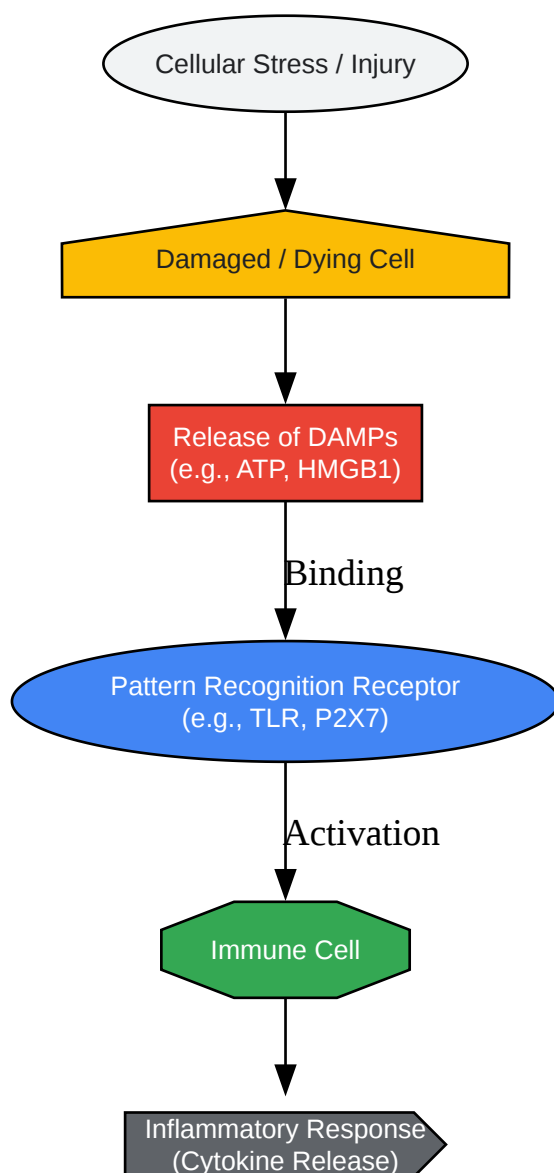 Cellular Stress / Injury
Damaged / Dying Cell
Release of DAMPs
(e.g., ATP, HMGB1)
Binding
Pattern Recognition Receptor
(e.g., TLR, P2X7)
Activation
Immune Cell
Inflammatory Response
(Cytokine Release)